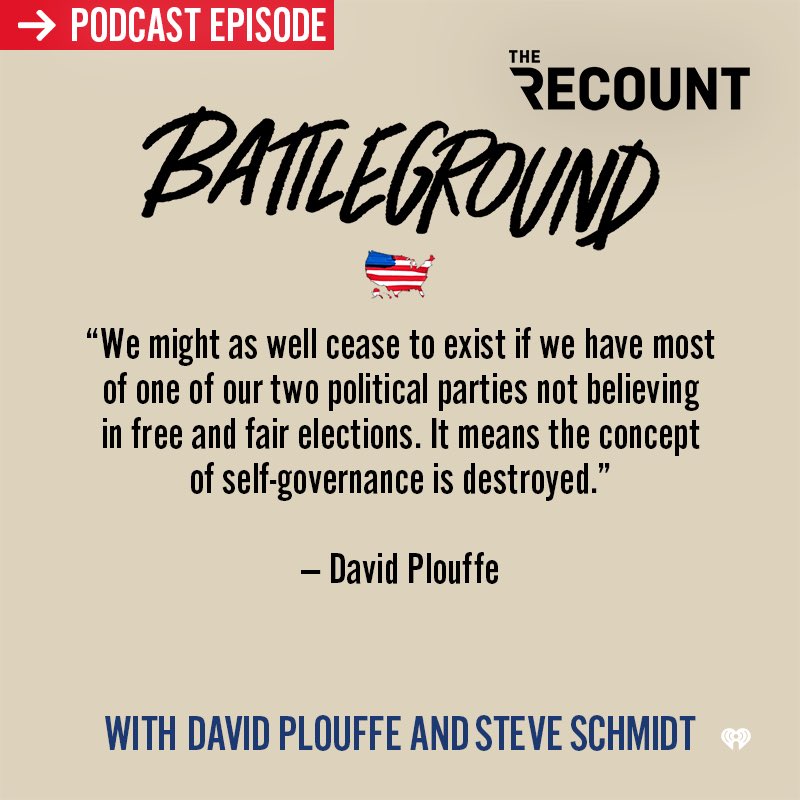 → PODCAST EPISODE
THE
RECOUNT
BATTLEGROUND
“We might as well cease to exist if we have most
of one of our two political parties not believing
in free and fair elections. It means the concept
of self-governance is destroyed.”
– David Plouffe
WITH DAVID PLOUFFE AND STEVE SCHMIDT